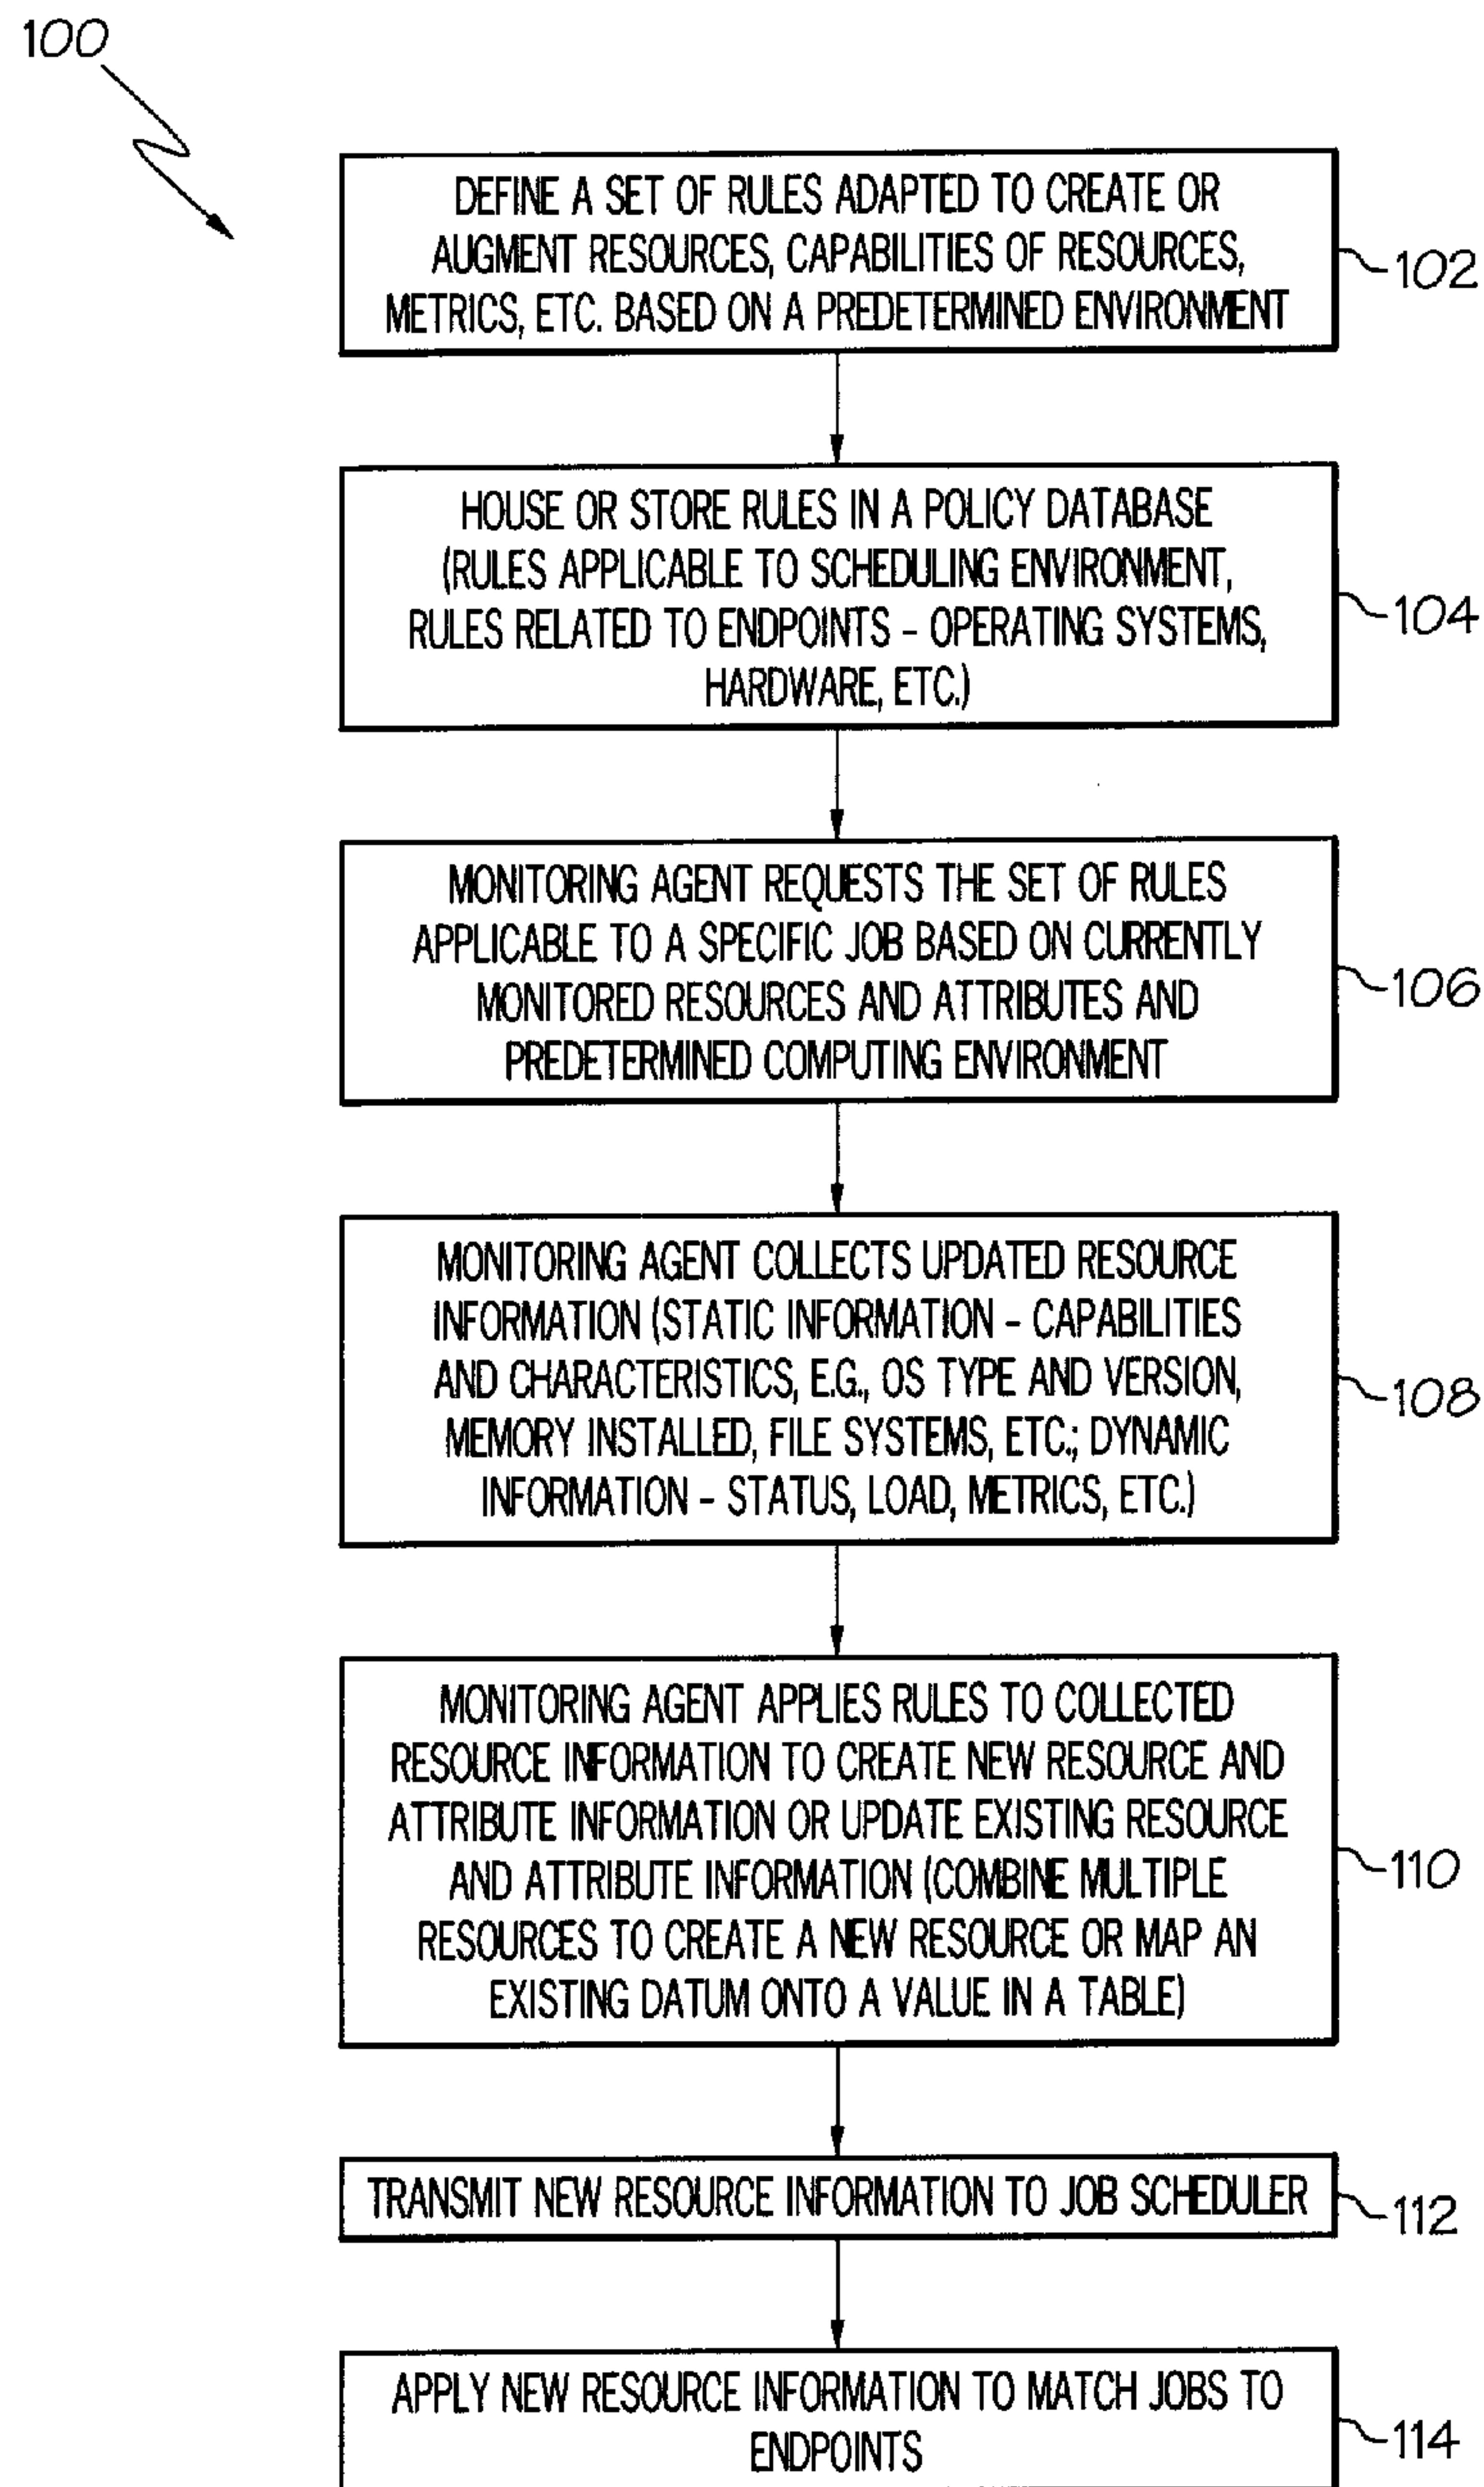 100
DEFINE A SET OF RULES ADAPTED TO CREATE OR
AUGMENT RESOURCES, CAPABILITIES OF RESOURCES,
METRICS, ETC. BASED ON A PREDETERMINED ENVIRONMENT
102
HOUSE OR STORE RULES IN A POLICY DATABASE
(RULES APPLICABLE TO SCHEDULING ENVIRONMENT,
RULES RELATED TO ENDPOINTS – OPERATING SYSTEMS,
HARDWARE, ETC.)
104
MONITORING AGENT REQUESTS THE SET OF RULES
APPLICABLE TO A SPECIFIC JOB BASED ON CURRENTLY
MONITORED RESOURCES AND ATTRIBUTES AND
PREDETERMINED COMPUTING ENVIRONMENT
106
MONITORING AGENT COLLECTS UPDATED RESOURCE
INFORMATION (STATIC INFORMATION – CAPABILITIES
AND CHARACTERISTICS, E.G., OS TYPE AND VERSION,
MEMORY INSTALLED, FILE SYSTEMS, ETC.; DYNAMIC
INFORMATION – STATUS, LOAD, METRICS, ETC.)
108
MONITORING AGENT APPLIES RULES TO COLLECTED
RESOURCE INFORMATION TO CREATE NEW RESOURCE AND
ATTRIBUTE INFORMATION OR UPDATE EXISTING RESOURCE
AND ATTRIBUTE INFORMATION (COMBINE MULTIPLE
RESOURCES TO CREATE A NEW RESOURCE OR MAP AN
EXISTING DATUM ONTO A VALUE IN A TABLE)
110
TRANSMIT NEW RESOURCE INFORMATION TO JOB SCHEDULER
112
APPLY NEW RESOURCE INFORMATION TO MATCH JOBS TO
ENDPOINTS
114